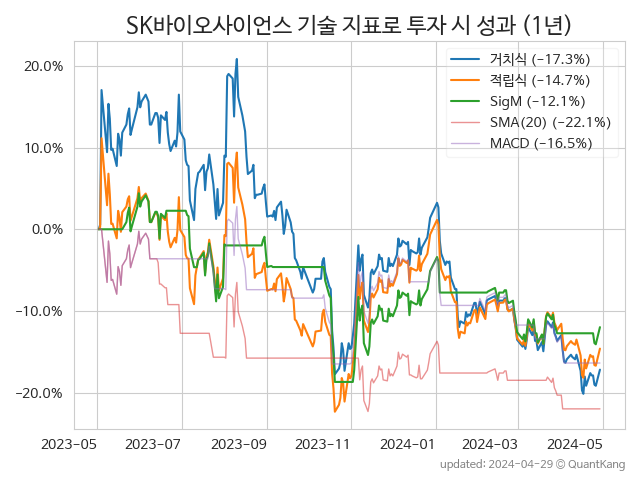 SK바이오사이언스 기술 지표로 투자 시 성과 (1년)
거치식 (−17.3%)
적립식 (−14.7%)
SigM (−12.1%)
SMA(20) (−22.1%)
MACD (−16.5%)
20.0%
10.0%
0.0%
−10.0%
−20.0%
2023-05 2023-07 2023-09 2023-11 2024-01 2024-03 2024-05
updated: 2024-04-29 © QuantKang